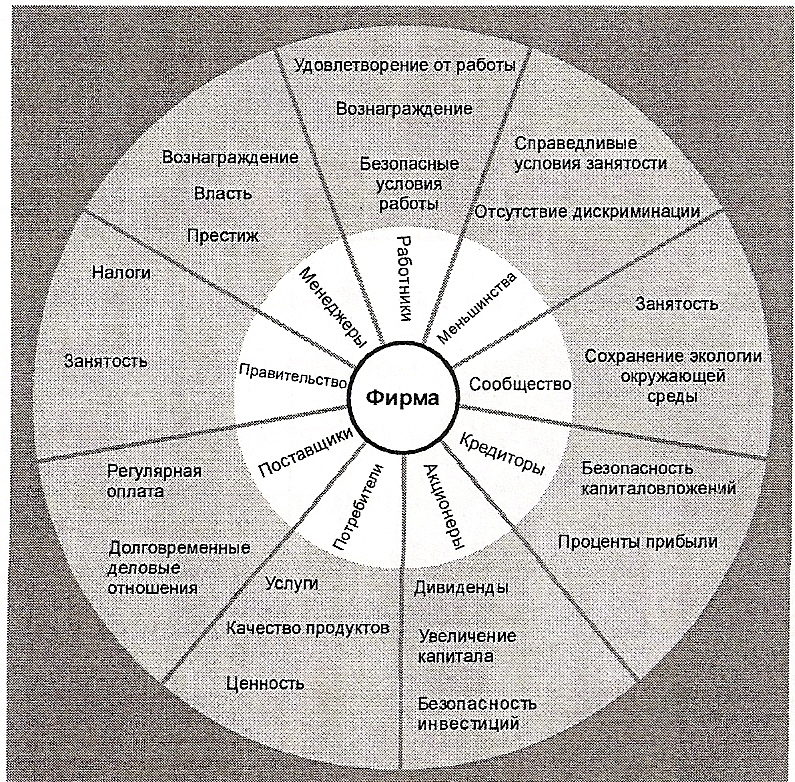 Удовлетворение от работы
Вознаграждение
Безопасные
условия
работы
Работники
Справедливые
условия занятости
Отсутствие дискриминации
Меньшинства
Занятость
Сохранение экологии
окружающей
среды
Сообщество
Безопасность
капиталовложений
Проценты прибыли
Кредиторы
Дивиденды
Увеличение
капитала
Безопасность
инвестиций
Акционеры
Услуги
Качество продуктов
Ценность
Потребители
Регулярная
оплата
Долговременные
деловые
отношения
Поставщики
Налоги
Занятость
Правительство
Вознаграждение
Власть
Престиж
Менеджеры
Фирма